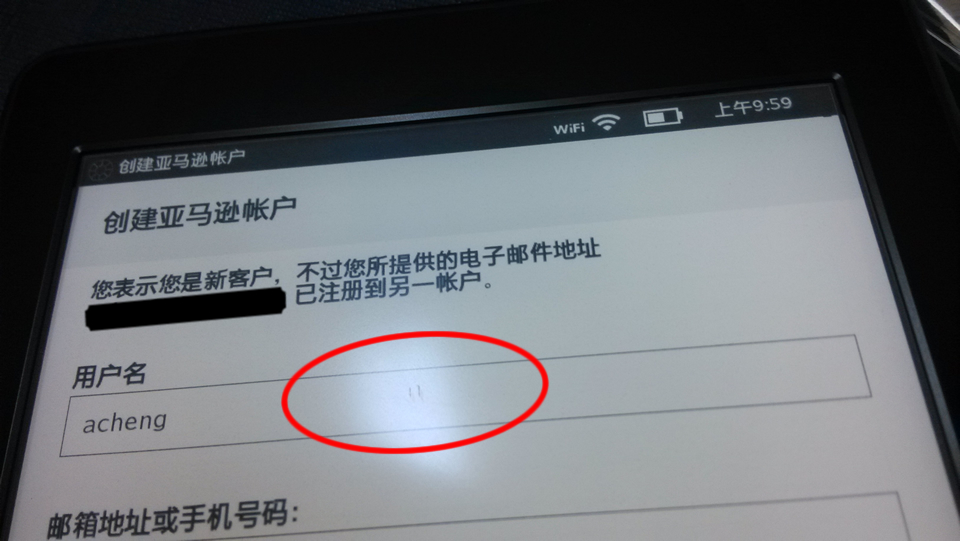 WiFi 上午9:59
创建亚马逊帐户
创建亚马逊帐户
您表示您是新客户，不过您所提供的电子邮件地址
已注册到另一帐户。
用户名
acheng
邮箱地址或手机号码：